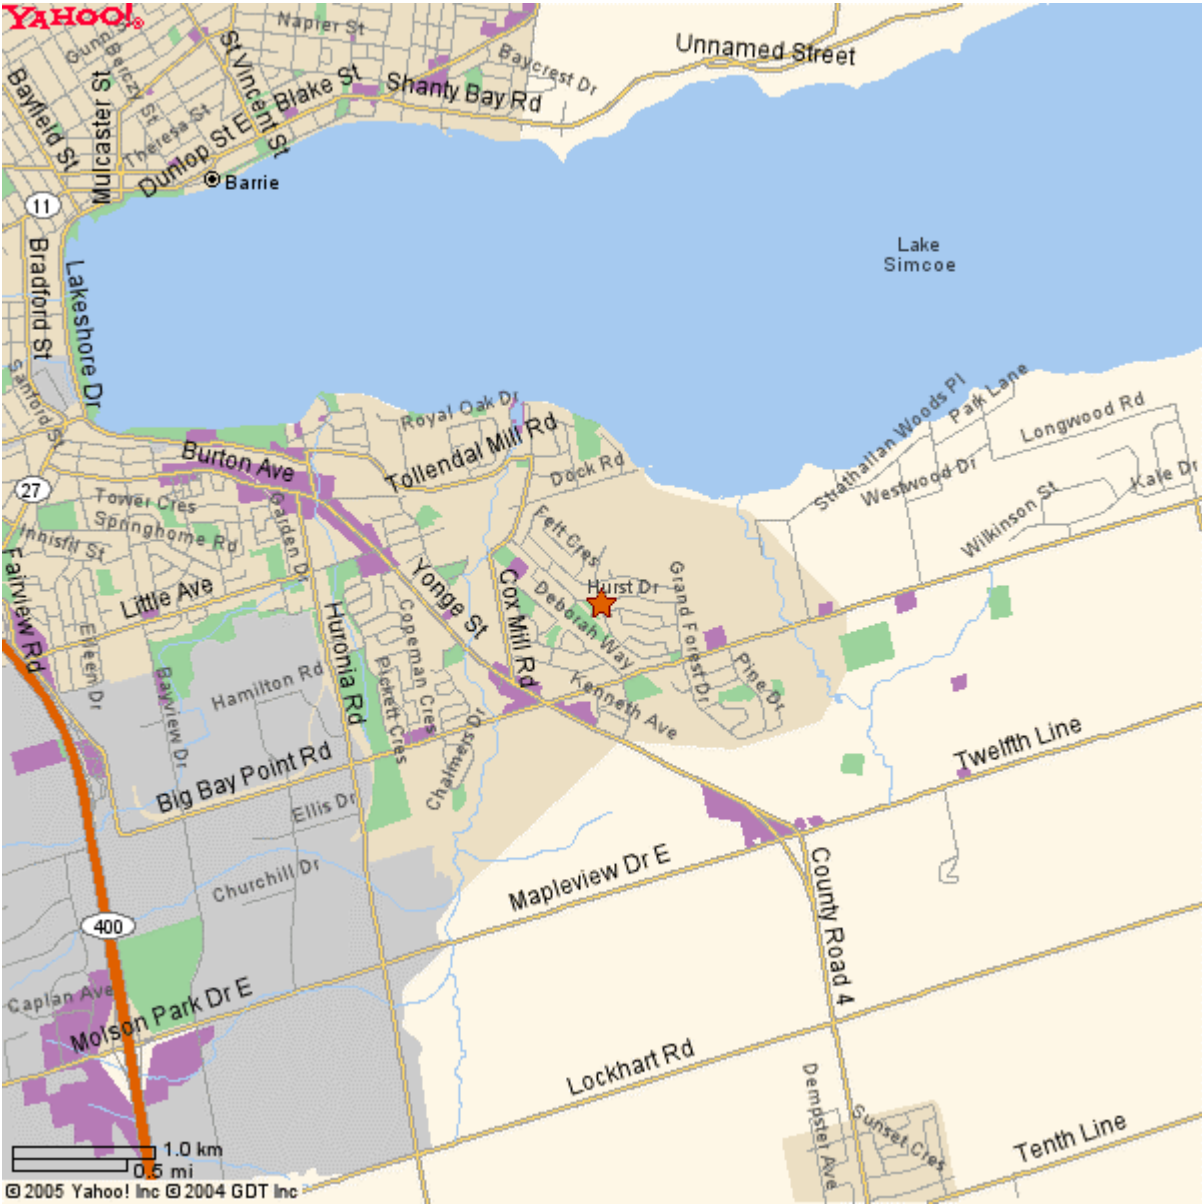 YAHOO!®
Napier St
Gunn St
Berczy St
St Vincent St
Unnamed Street
Baycrest Dr
Bayfield St
Mulcaster St
Blake St
Shanty Bay Rd
Theresa St
Dunlop St E
Barrie
11
Lake
Simcoe
Bradford St
Lakeshore Dr
Sanford St
Royal Oak Dr
Strathallan Woods Pl
Park Lane
Longwood Rd
Burton Ave
Tollendal Mill Rd
Dock Rd
Westwood Dr
Kale Dr
27
Tower Cres
Garden Dr
Springhome Rd
Innisfil St
Felt Cres
Wilkinson St
Fairview Rd
Little Ave
Yonge St
Cox Mill Rd
Hurst Dr
Deborah Way
Grand Forest Dr
Huronia Rd
Copeman Cres
Eileen Dr
Bayview Dr
Hamilton Rd
Pickett Cres
Kenneth Ave
Pine Dr
Chalmers Dr
Big Bay Point Rd
Twelfth Line
Ellis Dr
Churchill Dr
Mapleview Dr E
County Road 4
400
Caplan Ave
Molson Park Dr E
Lockhart Rd
Dempster Ave
Sunset Cres
Tenth Line
1.0 km
0.5 mi
© 2005 Yahoo! Inc © 2004 GDT Inc